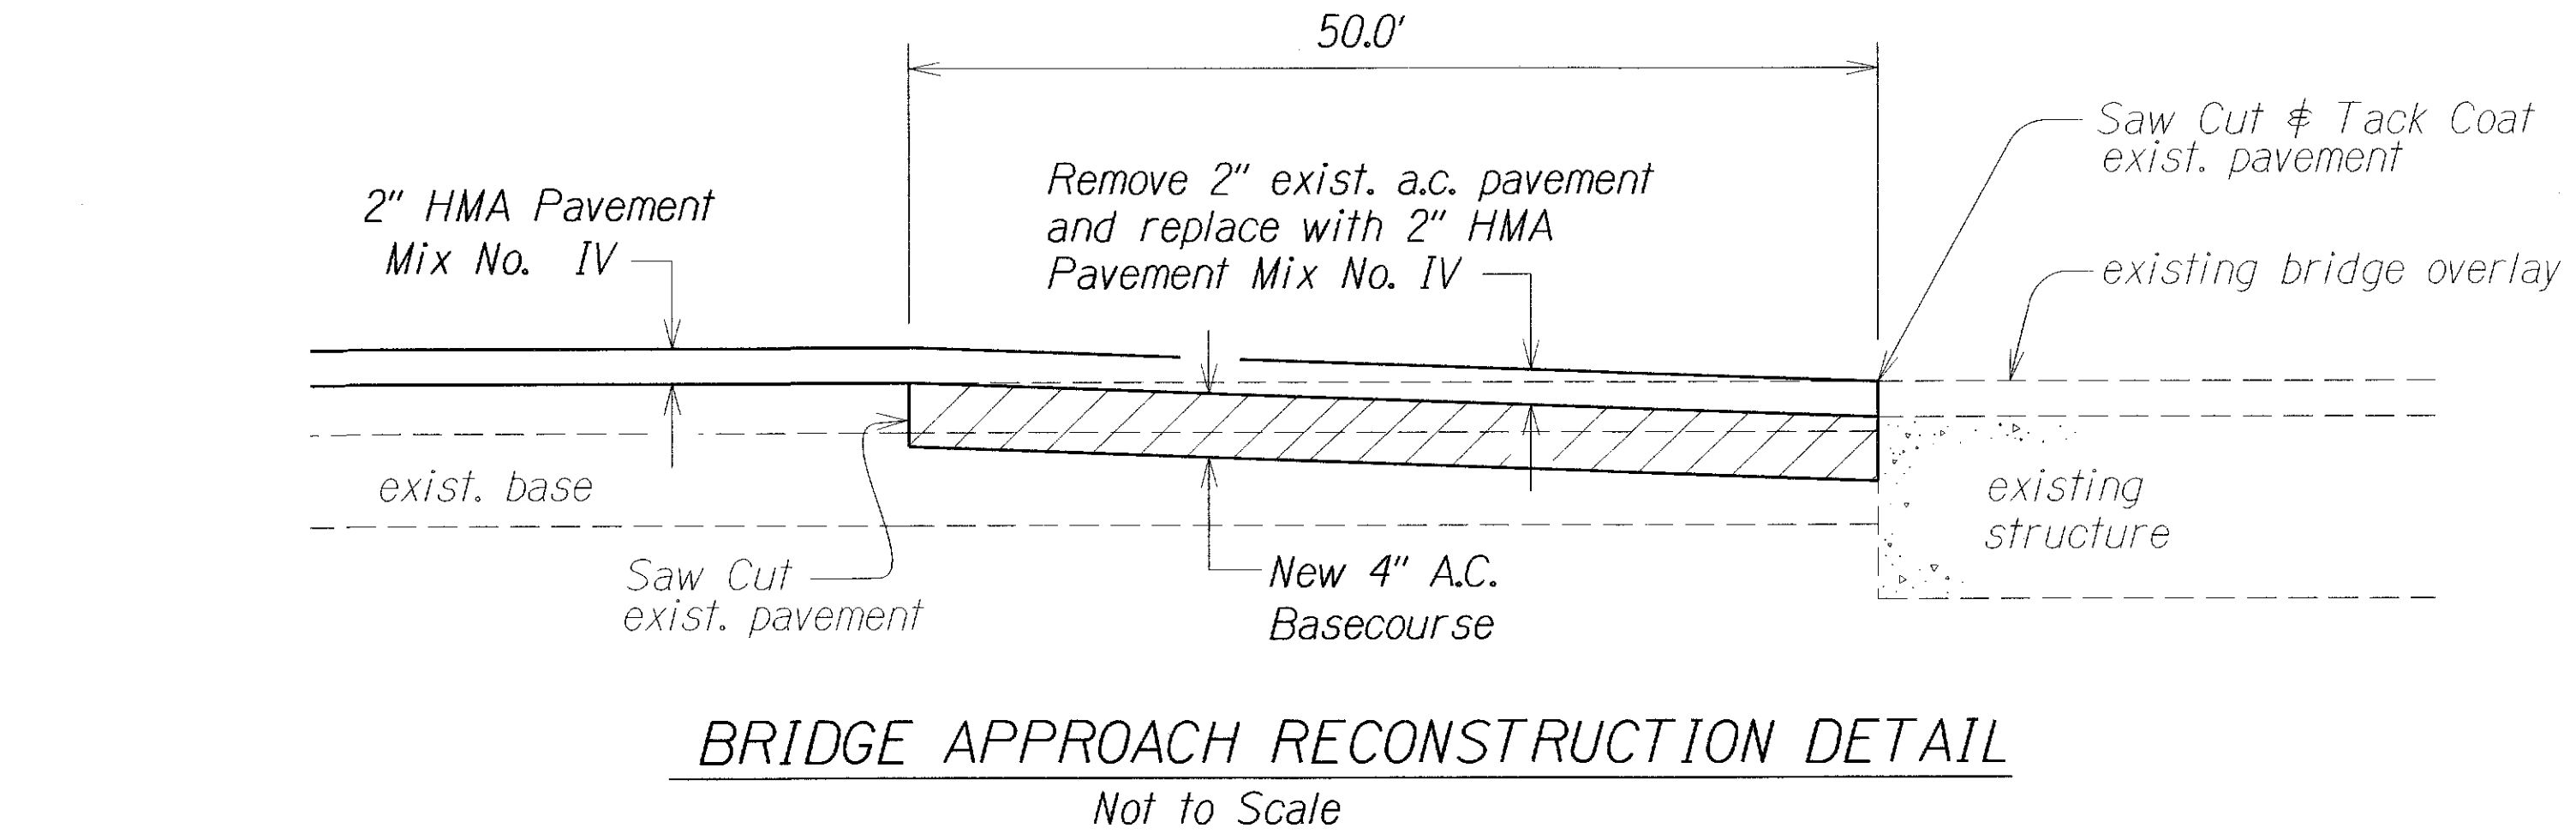 50.0'
Saw Cut & Tack Coat
exist. pavement
2" HMA Pavement
Mix No. IV
Remove 2" exist. a.c. pavement
and replace with 2" HMA
Pavement Mix No. IV
existing bridge overlay
exist. base
existing
structure
Saw Cut
exist. pavement
New 4" A.C.
Basecourse
BRIDGE APPROACH RECONSTRUCTION DETAIL
Not to Scale